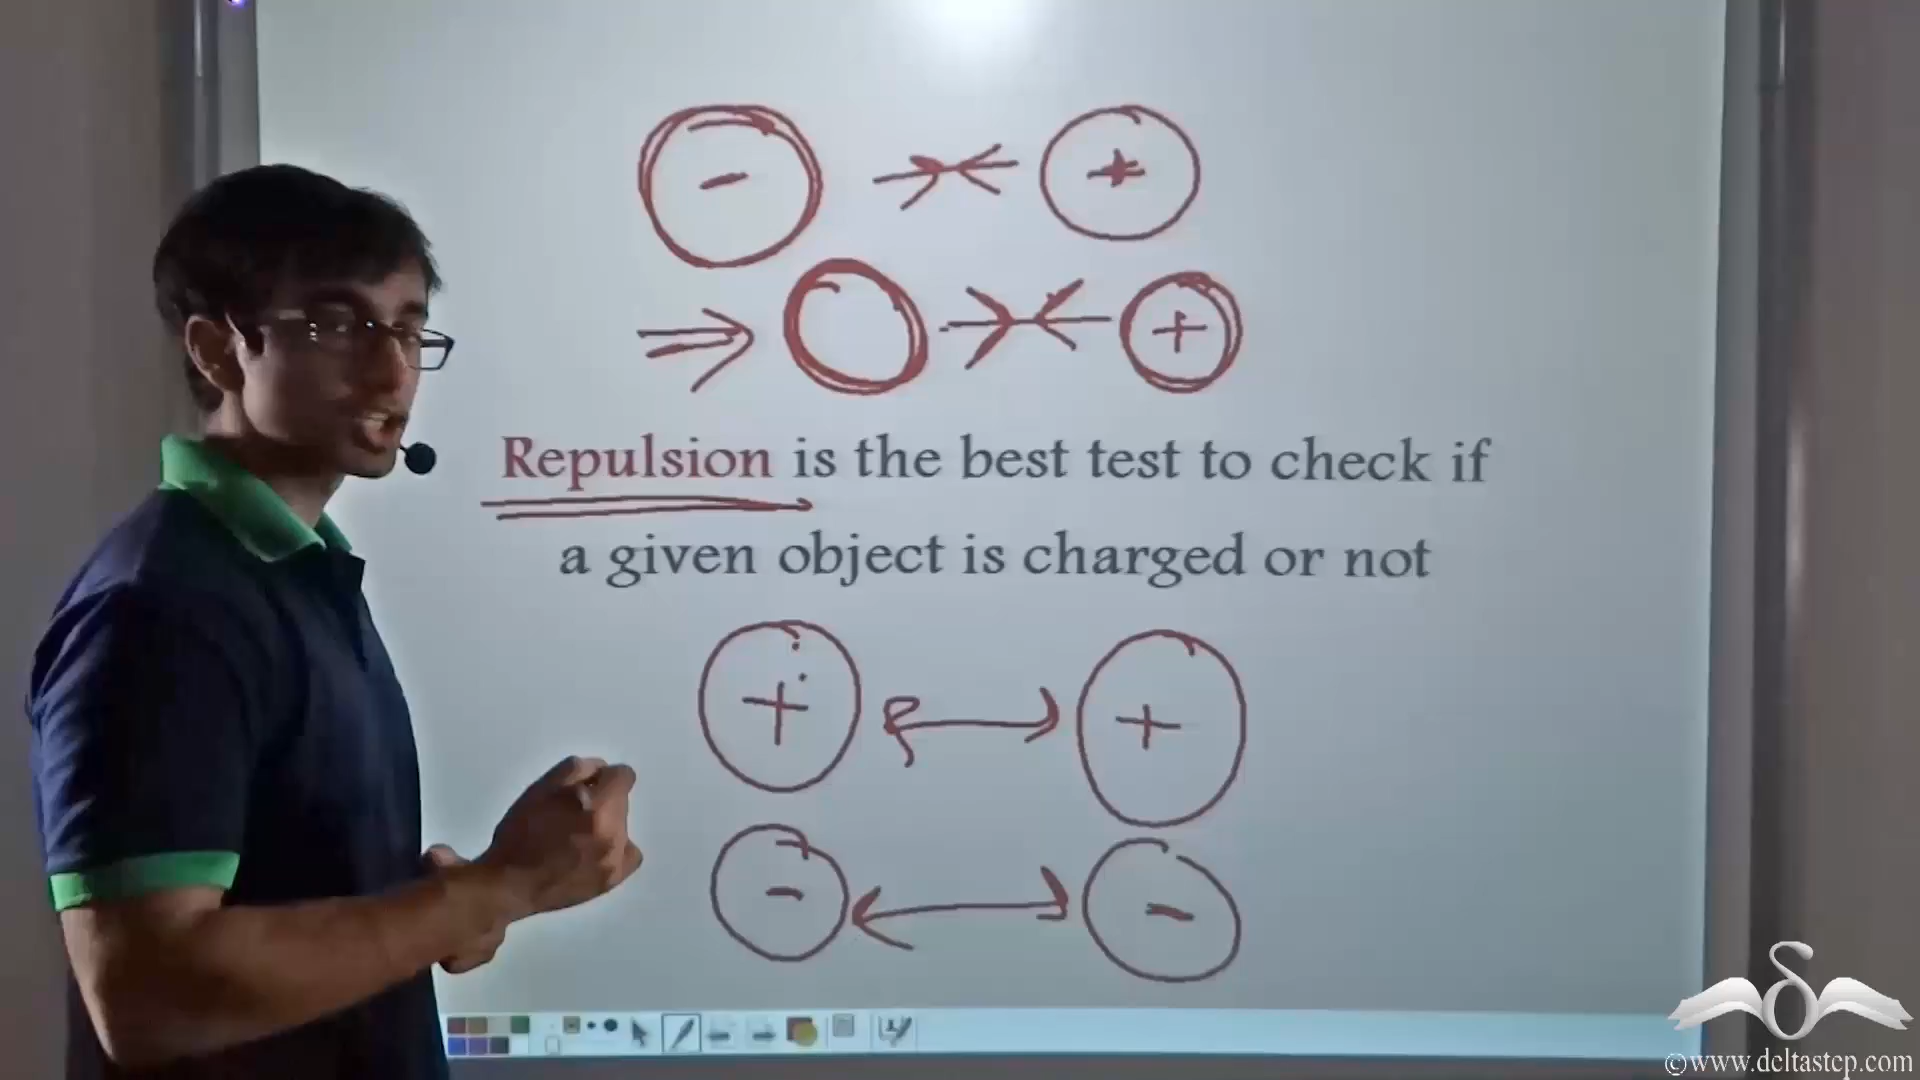 - +
+
Repulsion is the best test to check if
a given object is charged or not
+ +
- -
©www.deltastep.com